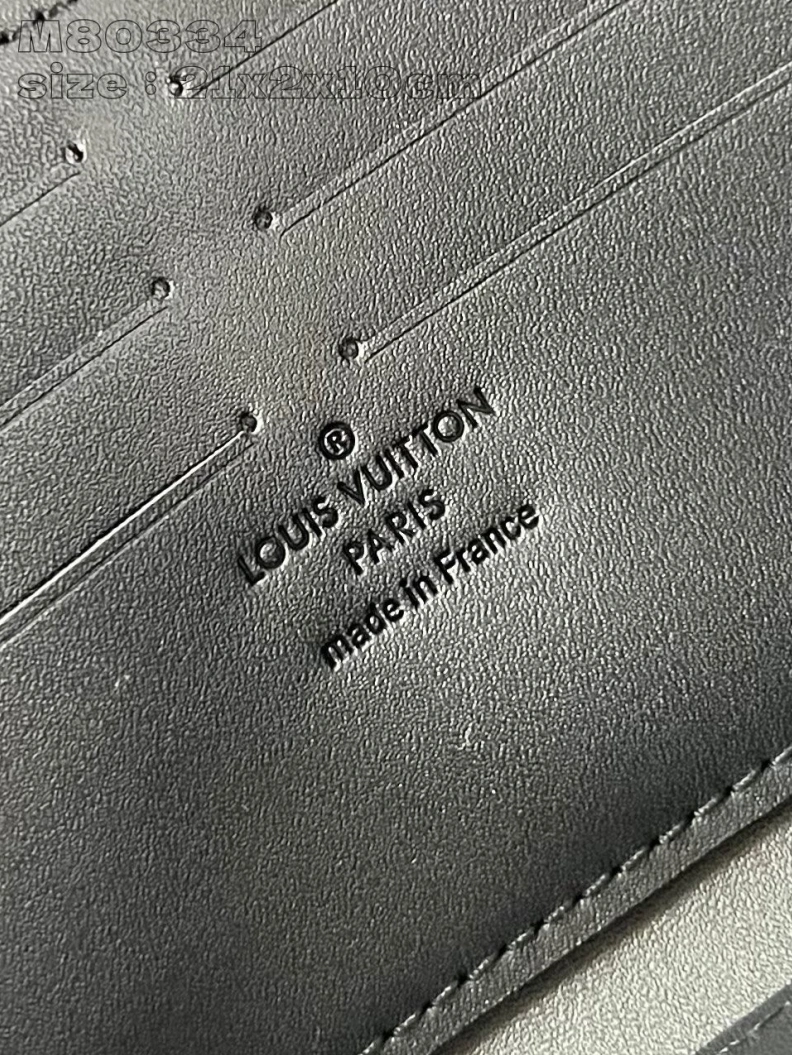 M80334
size : 21x2x10cm
®
LOUIS VUITTON
PARIS
made in France